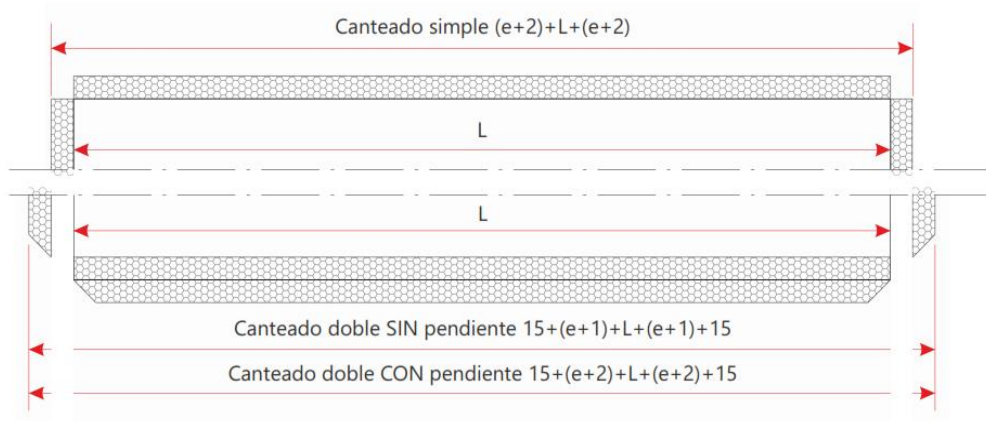 Canteado simple (e+2)+L+(e+2)
L
L
Canteado doble SIN pendiente 15+(e+1)+L+(e+1)+15
Canteado doble CON pendiente 15+(e+2)+L+(e+2)+15